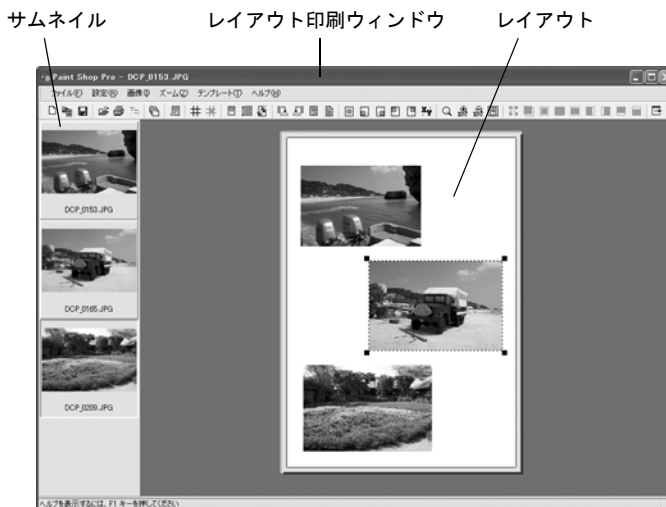 サムネイル レイアウト印刷ウィンドウ レイアウト
Paint Shop Pro - DCP_0153.JPG
ファイル(F) 設定(R) 画像(I) ズーム(Z) テンプレート(T) ヘルプ(H)
DCP_0153.JPG
DCP_0165.JPG
DCP_0209.JPG
ヘルプを表示するには、F1 キーを押してください